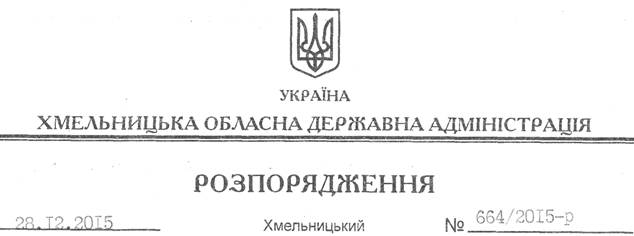 УКРАЇНА
ХМЕЛЬНИЦЬКА ОБЛАСНА ДЕРЖАВНА АДМІНІСТРАЦІЯ
РОЗПОРЯДЖЕННЯ
28.12.2015 Хмельницький № 664/2015-р